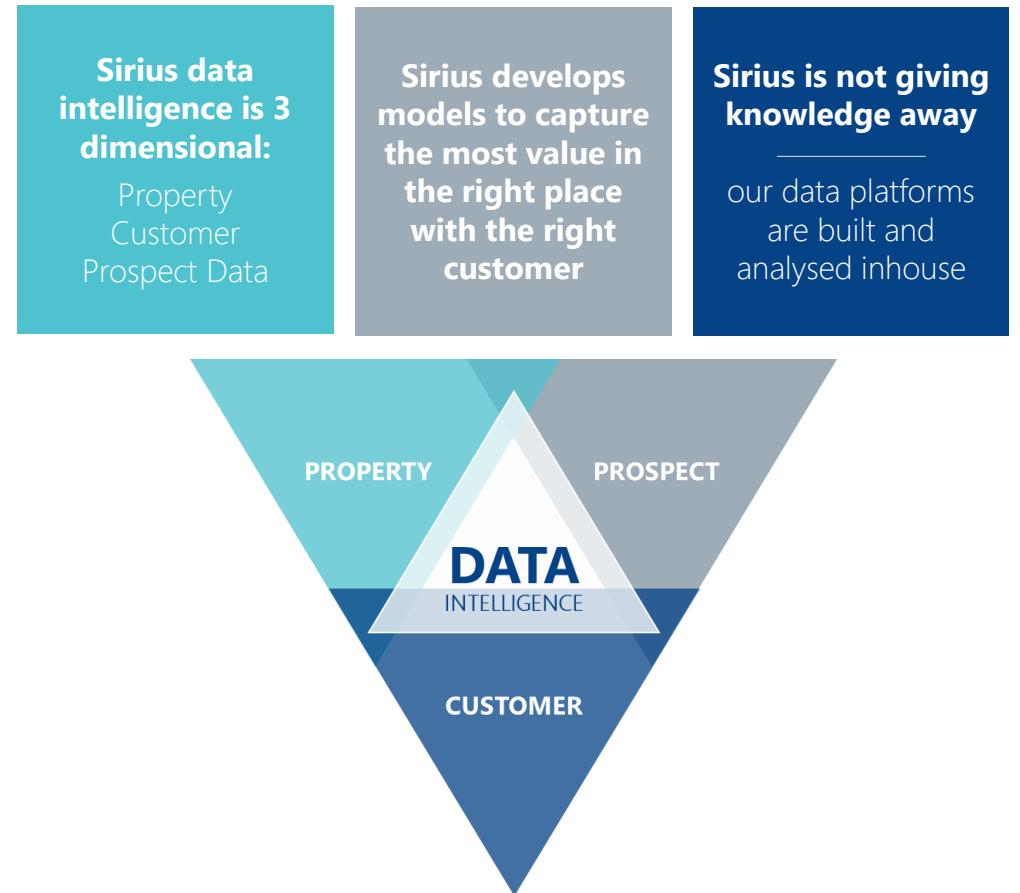 Sirius data
intelligence is 3
dimensional:
Property
Customer
Prospect Data
Sirius develops
models to capture
the most value in
the right place
with the right
customer
Sirius is not giving
knowledge away
our data platforms
are built and
analysed inhouse
PROPERTY
PROSPECT
DATA
INTELLIGENCE
CUSTOMER